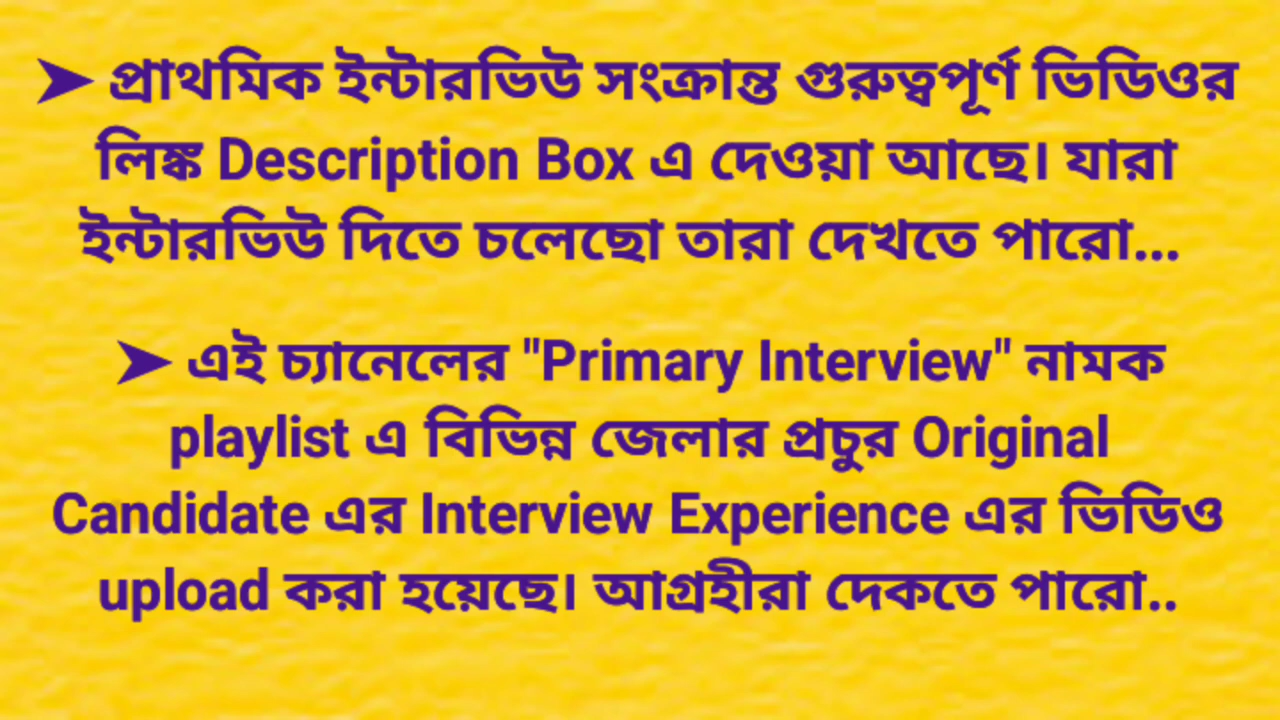 ➤ প্রাথমিক ইন্টারভিউ সংক্রান্ত গুরুত্বপূর্ণ ভিডিওর
লিঙ্ক Description Box এ দেওয়া আছে। যারা
ইন্টারভিউ দিতে চলেছো তারা দেখতে পারো...
➤ এই চ্যানেলের "Primary Interview" নামক
playlist এ বিভিন্ন জেলার প্রচুর Original
Candidate এর Interview Experience এর ভিডিও
upload করা হয়েছে। আগ্রহীরা দেকতে পারো..